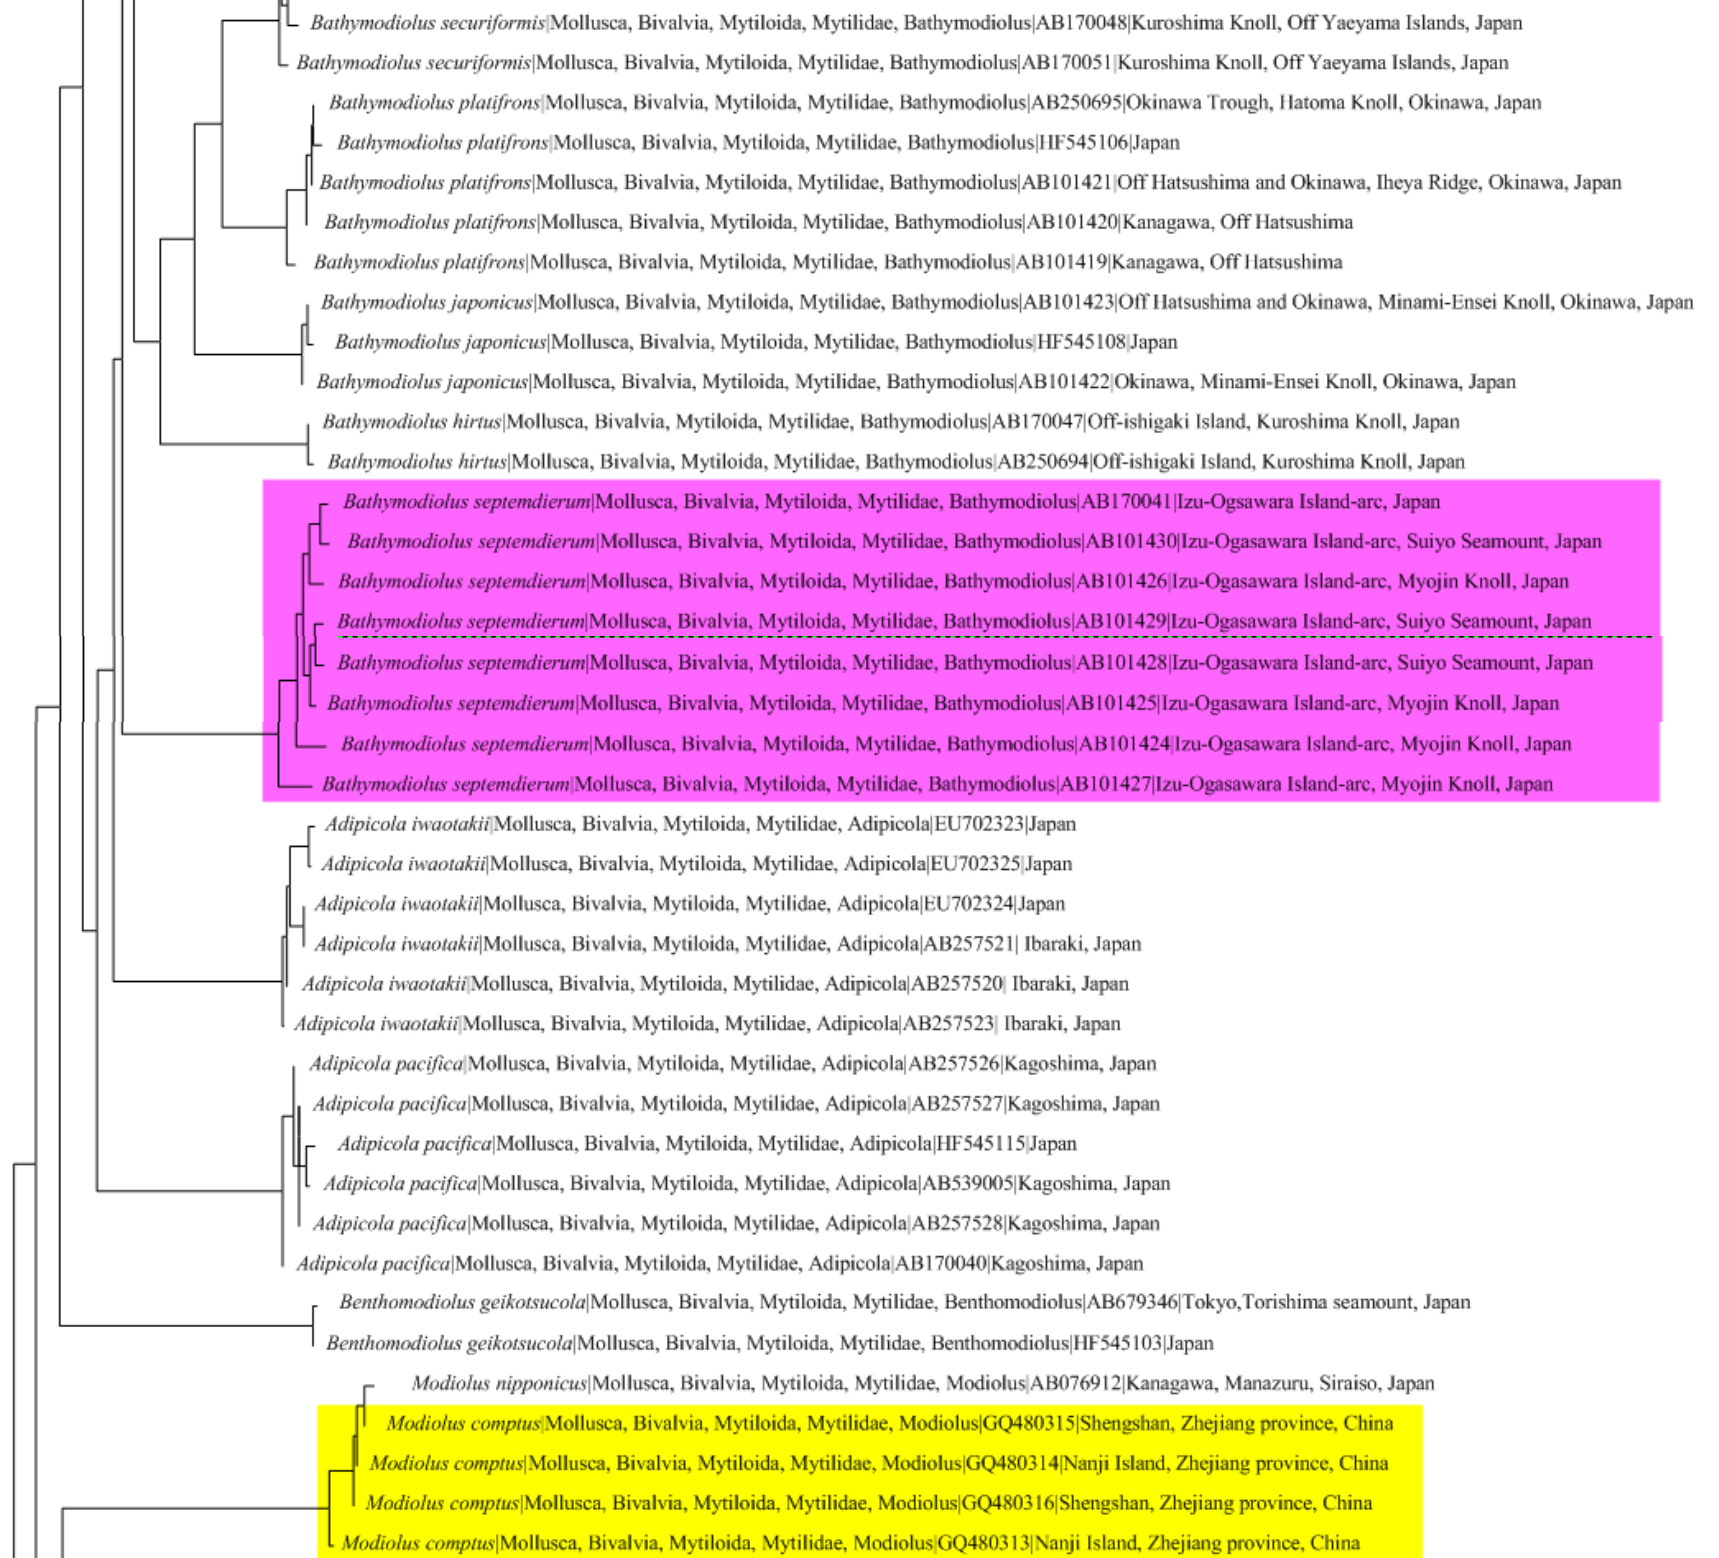 Bathymodiolus securiformis|Mollusca, Bivalvia, Mytiloida, Mytilidae, Bathymodiolus|AB170048|Kuroshima Knoll, Off Yaeyama Islands, Japan
Bathymodiolus securiformis|Mollusca, Bivalvia, Mytiloida, Mytilidae, Bathymodiolus|AB170051|Kuroshima Knoll, Off Yaeyama Islands, Japan
Bathymodiolus platifrons|Mollusca, Bivalvia, Mytiloida, Mytilidae, Bathymodiolus|AB250695|Okinawa Trough, Hatoma Knoll, Okinawa, Japan
Bathymodiolus platifrons|Mollusca, Bivalvia, Mytiloida, Mytilidae, Bathymodiolus|HF545106|Japan
Bathymodiolus platifrons|Mollusca, Bivalvia, Mytiloida, Mytilidae, Bathymodiolus|AB101421|Off Hatsushima and Okinawa, Iheya Ridge, Okinawa, Japan
Bathymodiolus platifrons|Mollusca, Bivalvia, Mytiloida, Mytilidae, Bathymodiolus|AB101420|Kanagawa, Off Hatsushima
Bathymodiolus platifrons|Mollusca, Bivalvia, Mytiloida, Mytilidae, Bathymodiolus|AB101419|Kanagawa, Off Hatsushima
Bathymodiolus japonicus|Mollusca, Bivalvia, Mytiloida, Mytilidae, Bathymodiolus|AB101423|Off Hatsushima and Okinawa, Minami-Ensei Knoll, Okinawa, Japan
Bathymodiolus japonicus|Mollusca, Bivalvia, Mytiloida, Mytilidae, Bathymodiolus|HF545108|Japan
Bathymodiolus japonicus|Mollusca, Bivalvia, Mytiloida, Mytilidae, Bathymodiolus|AB101422|Okinawa, Minami-Ensei Knoll, Okinawa, Japan
Bathymodiolus hirtus|Mollusca, Bivalvia, Mytiloida, Mytilidae, Bathymodiolus|AB170047|Off-ishigaki Island, Kuroshima Knoll, Japan
Bathymodiolus hirtus|Mollusca, Bivalvia, Mytiloida, Mytilidae, Bathymodiolus|AB250694|Off-ishigaki Island, Kuroshima Knoll, Japan
Bathymodiolus septemdierum|Mollusca, Bivalvia, Mytiloida, Mytilidae, Bathymodiolus|AB170041|Izu-Ogsawara Island-arc, Japan
Bathymodiolus septemdierum|Mollusca, Bivalvia, Mytiloida, Mytilidae, Bathymodiolus|AB101430|Izu-Ogasawara Island-arc, Suiyo Seamount, Japan
Bathymodiolus septemdierum|Mollusca, Bivalvia, Mytiloida, Mytilidae, Bathymodiolus|AB101426|Izu-Ogasawara Island-arc, Myojin Knoll, Japan
Bathymodiolus septemdierum|Mollusca, Bivalvia, Mytiloida, Mytilidae, Bathymodiolus|AB101429|Izu-Ogasawara Island-arc, Suiyo Seamount, Japan
Bathymodiolus septemdierum|Mollusca, Bivalvia, Mytiloida, Mytilidae, Bathymodiolus|AB101428|Izu-Ogasawara Island-arc, Suiyo Seamount, Japan
Bathymodiolus septemdierum|Mollusca, Bivalvia, Mytiloida, Mytilidae, Bathymodiolus|AB101425|Izu-Ogasawara Island-arc, Myojin Knoll, Japan
Bathymodiolus septemdierum|Mollusca, Bivalvia, Mytiloida, Mytilidae, Bathymodiolus|AB101424|Izu-Ogasawara Island-arc, Myojin Knoll, Japan
Bathymodiolus septemdierum|Mollusca, Bivalvia, Mytiloida, Mytilidae, Bathymodiolus|AB101427|Izu-Ogasawara Island-arc, Myojin Knoll, Japan
Adipicola iwaotakii|Mollusca, Bivalvia, Mytiloida, Mytilidae, Adipicola|EU702323|Japan
Adipicola iwaotakii|Mollusca, Bivalvia, Mytiloida, Mytilidae, Adipicola|EU702325|Japan
Adipicola iwaotakii|Mollusca, Bivalvia, Mytiloida, Mytilidae, Adipicola|EU702324|Japan
Adipicola iwaotakii|Mollusca, Bivalvia, Mytiloida, Mytilidae, Adipicola|AB257521| Ibaraki, Japan
Adipicola iwaotakii|Mollusca, Bivalvia, Mytiloida, Mytilidae, Adipicola|AB257520| Ibaraki, Japan
Adipicola iwaotakii|Mollusca, Bivalvia, Mytiloida, Mytilidae, Adipicola|AB257523| Ibaraki, Japan
Adipicola pacifica|Mollusca, Bivalvia, Mytiloida, Mytilidae, Adipicola|AB257526|Kagoshima, Japan
Adipicola pacifica|Mollusca, Bivalvia, Mytiloida, Mytilidae, Adipicola|AB257527|Kagoshima, Japan
Adipicola pacifica|Mollusca, Bivalvia, Mytiloida, Mytilidae, Adipicola|HF545115|Japan
Adipicola pacifica|Mollusca, Bivalvia, Mytiloida, Mytilidae, Adipicola|AB539005|Kagoshima, Japan
Adipicola pacifica|Mollusca, Bivalvia, Mytiloida, Mytilidae, Adipicola|AB257528|Kagoshima, Japan
Adipicola pacifica|Mollusca, Bivalvia, Mytiloida, Mytilidae, Adipicola|AB170040|Kagoshima, Japan
Benthomodiolus geikotsucola|Mollusca, Bivalvia, Mytiloida, Mytilidae, Benthomodiolus|AB679346|Tokyo,Torishima seamount, Japan
Benthomodiolus geikotsucola|Mollusca, Bivalvia, Mytiloida, Mytilidae, Benthomodiolus|HF545103|Japan
Modiolus nipponicus|Mollusca, Bivalvia, Mytiloida, Mytilidae, Modiolus|AB076912|Kanagawa, Manazuru, Siraiso, Japan
Modiolus comptus|Mollusca, Bivalvia, Mytiloida, Mytilidae, Modiolus|GQ480315|Shengshan, Zhejiang province, China
Modiolus comptus|Mollusca, Bivalvia, Mytiloida, Mytilidae, Modiolus|GQ480314|Nanji Island, Zhejiang province, China
Modiolus comptus|Mollusca, Bivalvia, Mytiloida, Mytilidae, Modiolus|GQ480316|Shengshan, Zhejiang province, China
Modiolus comptus|Mollusca, Bivalvia, Mytiloida, Mytilidae, Modiolus|GQ480313|Nanji Island, Zhejiang province, China